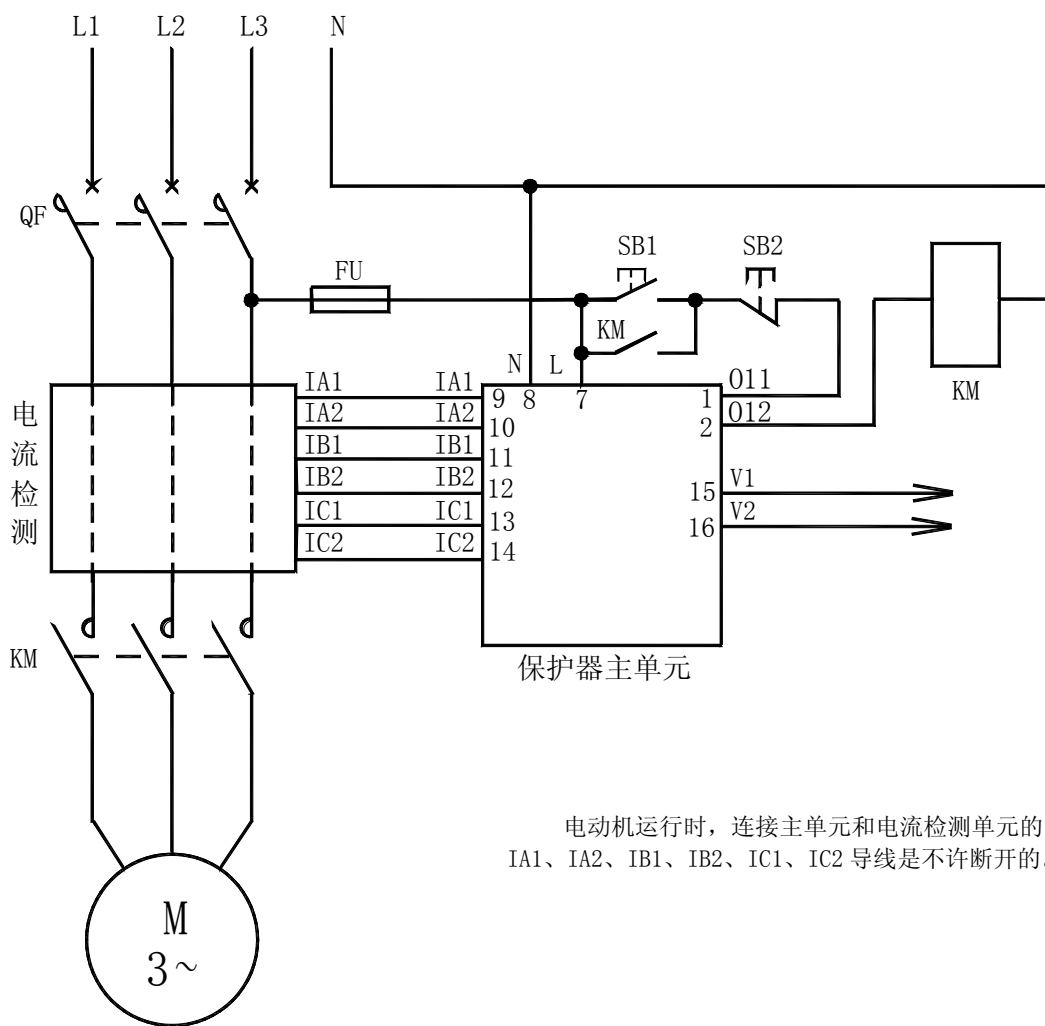 L1 L2 L3 N
QF
FU
SB1 SB2
KM
KM
N L
IA1 IA1 9 8 7 1 O11
IA2 IA2 10 2 O12
IB1 IB1 11
IB2 IB2 12 15 V1
IC1 IC1 13 16 V2
IC2 IC2 14
电流检测
KM
保护器主单元
M
3~
电动机运行时，连接主单元和电流检测单元的
IA1、IA2、IB1、IB2、IC1、IC2 导线是不许断开的